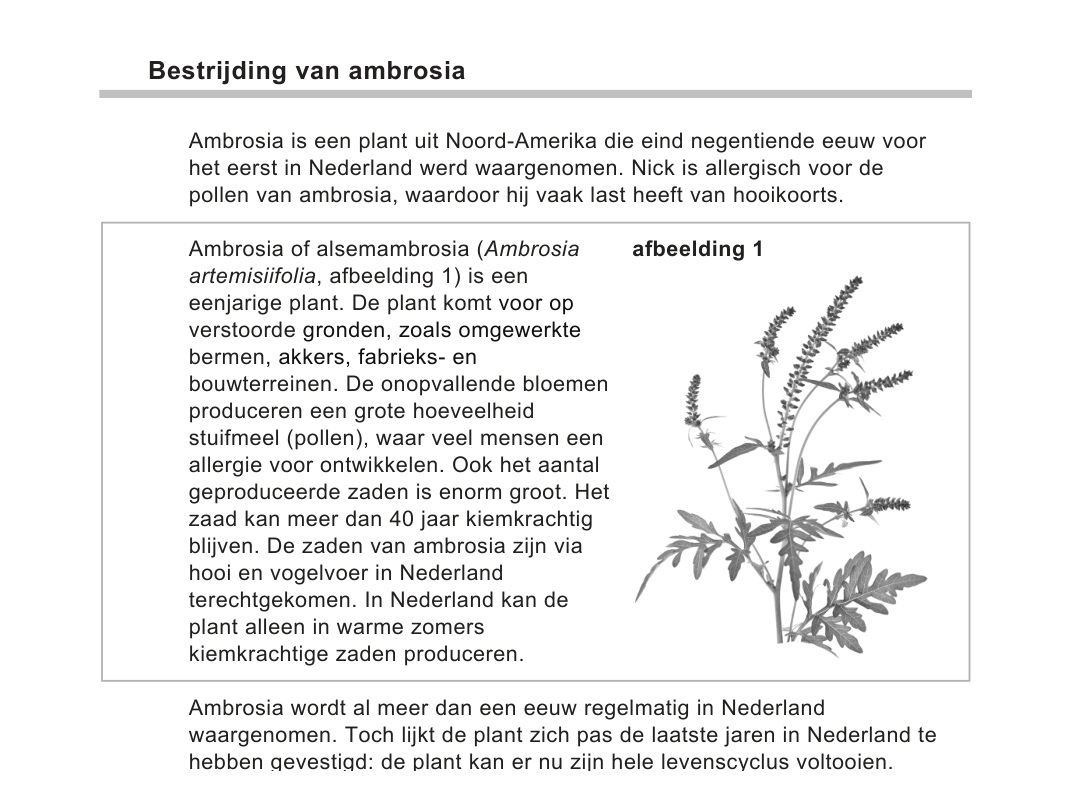 Bestrijding van ambrosia
Ambrosia is een plant uit Noord-Amerika die eind negentiende eeuw voor
het eerst in Nederland werd waargenomen. Nick is allergisch voor de
pollen van ambrosia, waardoor hij vaak last heeft van hooikoorts.
Ambrosia of alsemambrosia (Ambrosia
artemisiifolia, afbeelding 1) is een
eenjarige plant. De plant komt voor op
verstoorde gronden, zoals omgewerkte
bermen, akkers, fabrieks- en
bouwterreinen. De onopvallende bloemen
produceren een grote hoeveelheid
stuifmeel (pollen), waar veel mensen een
allergie voor ontwikkelen. Ook het aantal
geproduceerde zaden is enorm groot. Het
zaad kan meer dan 40 jaar kiemkrachtig
blijven. De zaden van ambrosia zijn via
hooi en vogelvoer in Nederland
terechtgekomen. In Nederland kan de
plant alleen in warme zomers
kiemkrachtige zaden produceren.
afbeelding 1
Ambrosia wordt al meer dan een eeuw regelmatig in Nederland
waargenomen. Toch lijkt de plant zich pas de laatste jaren in Nederland te
hebben gevestigd: de plant kan er nu zijn hele levenscyclus voltooien.